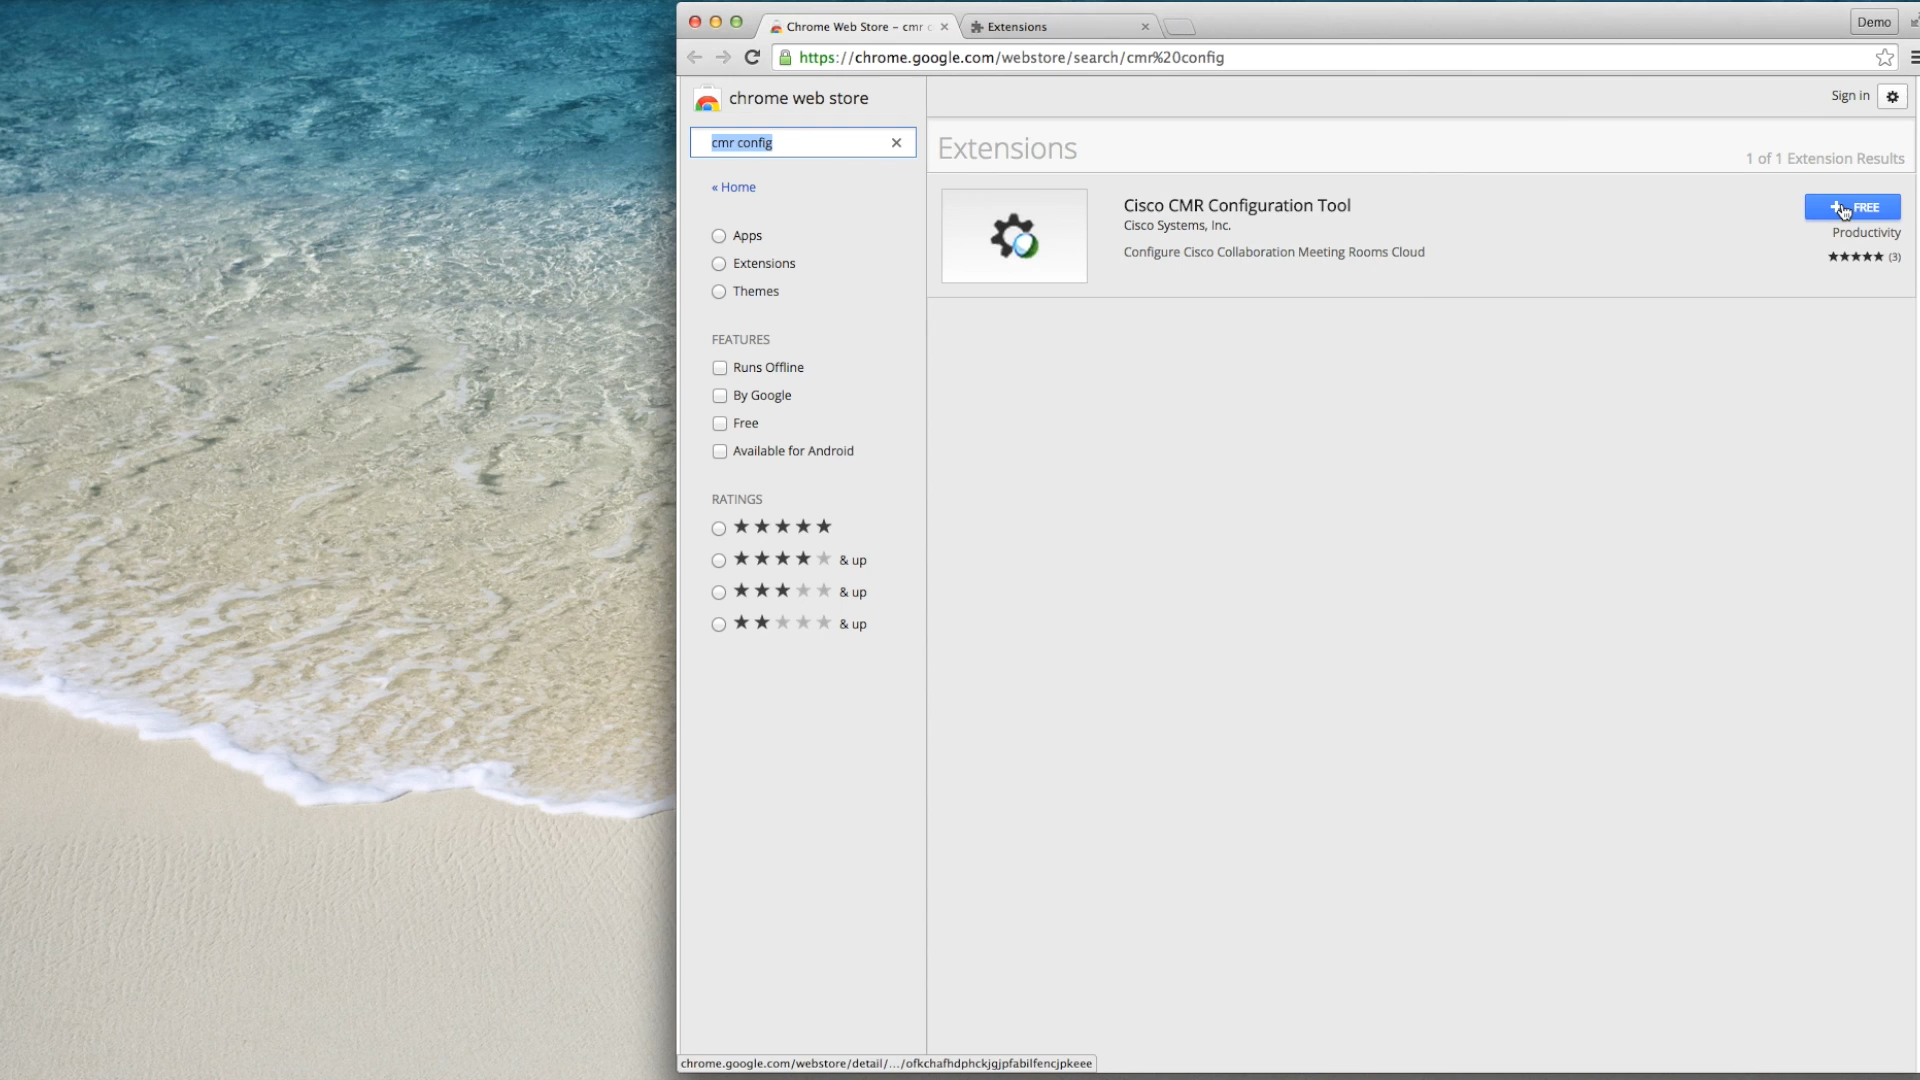 Chrome Web Store – cmr c
Extensions
Demo
https://chrome.google.com/webstore/search/cmr%20config
chrome web store
Sign in
cmr config
Extensions
1 of 1 Extension Results
« Home
Apps
Extensions
Themes
Cisco CMR Configuration Tool
Cisco Systems, Inc.
Configure Cisco Collaboration Meeting Rooms Cloud
FREE
Productivity
(3)
FEATURES
Runs Offline
By Google
Free
Available for Android
RATINGS
& up
& up
& up
chrome.google.com/webstore/detail/.../ofkchafhdphckjgjpfabilfencjpkeee